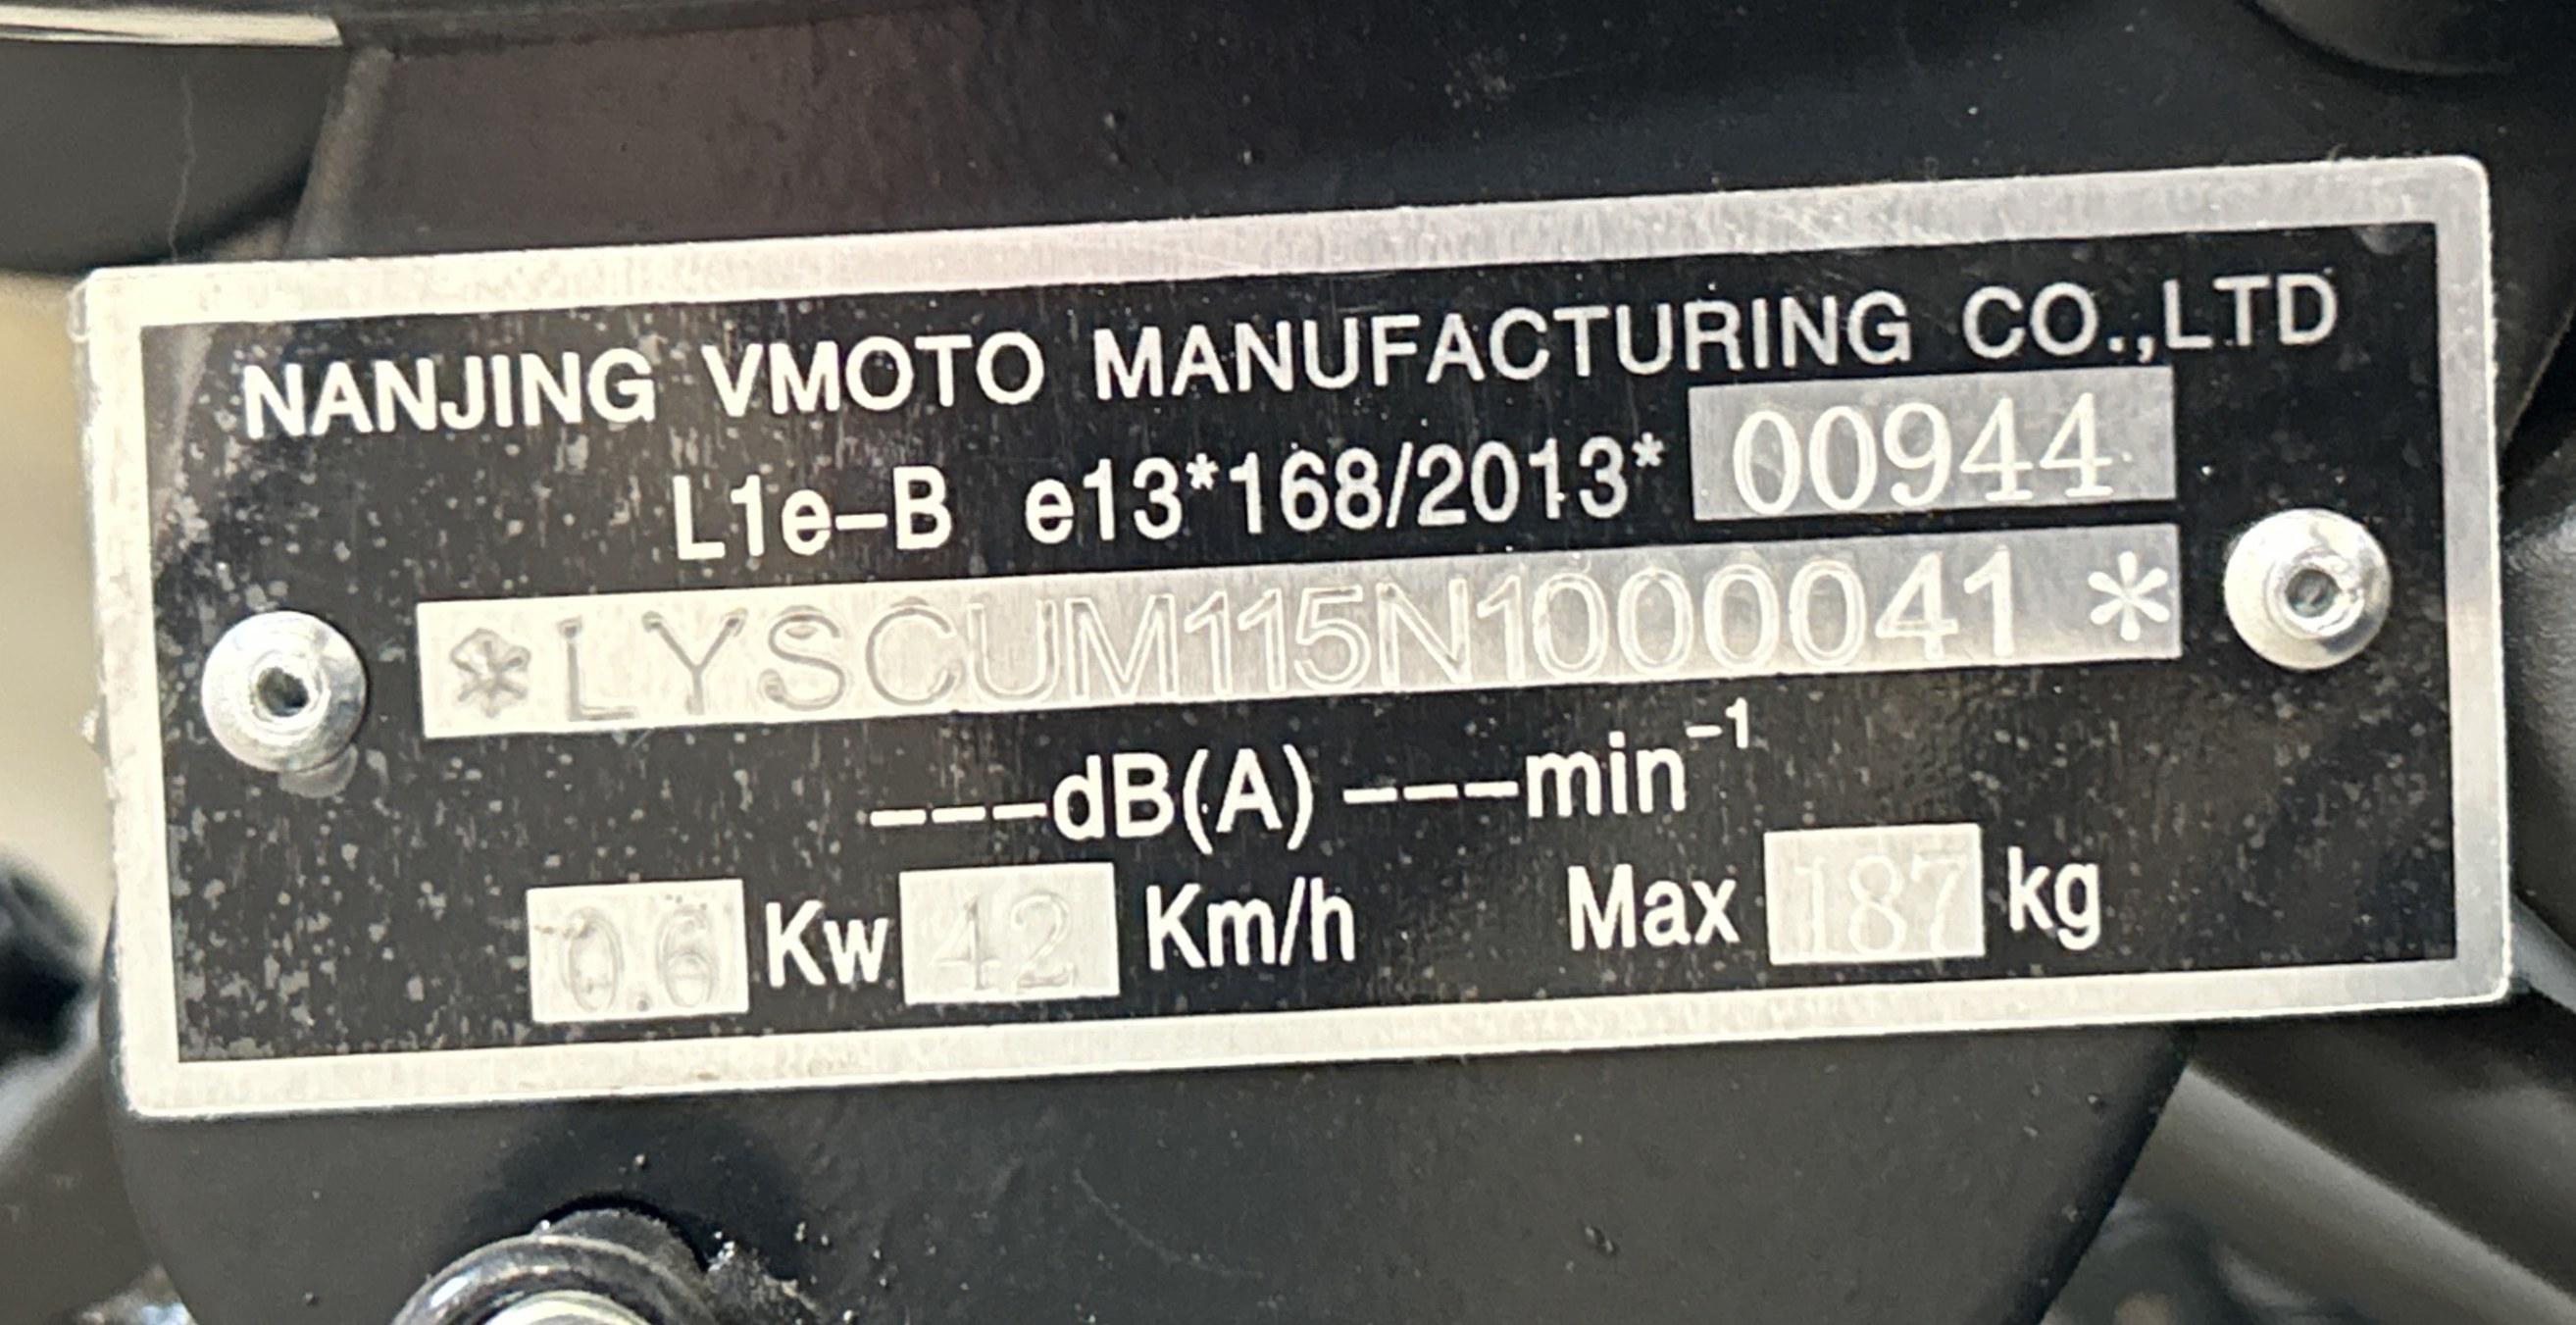 NANJING VMOTO MANUFACTURING CO.,LTD
L1e-B e13*168/2013* 00944
*LYSCUM115N1000041*
---dB(A) ---min⁻¹
0.6 Kw 42 Km/h Max 187 kg